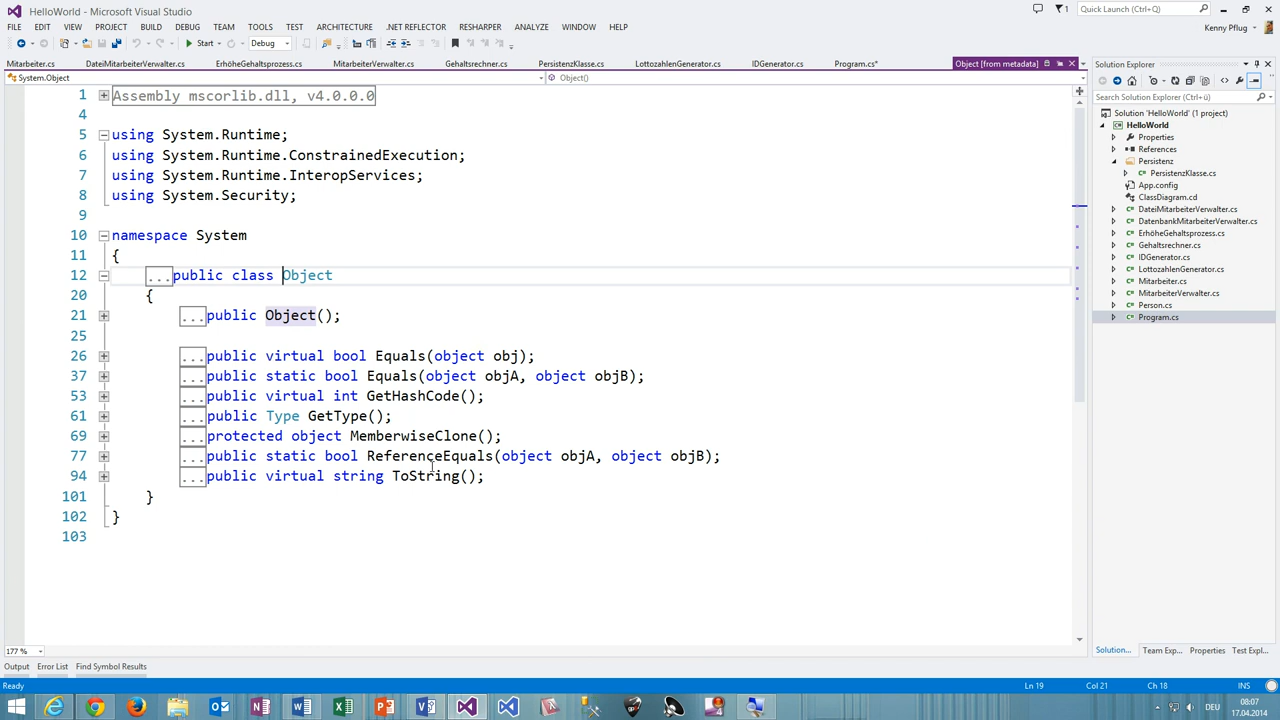 HelloWorld - Microsoft Visual Studio
Quick Launch (Ctrl+Q)
FILE EDIT VIEW PROJECT BUILD DEBUG TEAM TOOLS TEST ARCHITECTURE .NET REFLECTOR RESHARPER ANALYZE WINDOW HELP
Kenny Pflug
Start Debug
Mitarbeiter.cs DateiMitarbeiterVerwalter.cs ErhöheGehaltsprozess.cs MitarbeiterVerwalter.cs Gehaltsrechner.cs PersistenzKlasse.cs LottozahlenGenerator.cs IDGenerator.cs Program.cs* Object [from metadata]
System.Object Object()
1 Assembly mscorlib.dll, v4.0.0.0
4
5 using System.Runtime;
6 using System.Runtime.ConstrainedExecution;
7 using System.Runtime.InteropServices;
8 using System.Security;
9
10 namespace System
11 {
12 ...public class Object
20 {
21 ...public Object();
25
26 ...public virtual bool Equals(object obj);
37 ...public static bool Equals(object objA, object objB);
53 ...public virtual int GetHashCode();
61 ...public Type GetType();
69 ...protected object MemberwiseClone();
77 ...public static bool ReferenceEquals(object objA, object objB);
94 ...public virtual string ToString();
101 }
102 }
103
177 %
Solution Explorer
Search Solution Explorer (Ctrl+ü)
Solution 'HelloWorld' (1 project)
HelloWorld
Properties
References
Persistenz
PersistenzKlasse.cs
App.config
ClassDiagram.cd
DateiMitarbeiterVerwalter.cs
DatenbankMitarbeiterVerwalter.cs
ErhöheGehaltsprozess.cs
Gehaltsrechner.cs
IDGenerator.cs
LottozahlenGenerator.cs
Mitarbeiter.cs
MitarbeiterVerwalter.cs
Person.cs
Program.cs
Solution... Team Exp... Properties Test Expl...
Output Error List Find Symbol Results
Ready Ln 19 Col 21 Ch 18 INS
DEU
08:07
17.04.2014